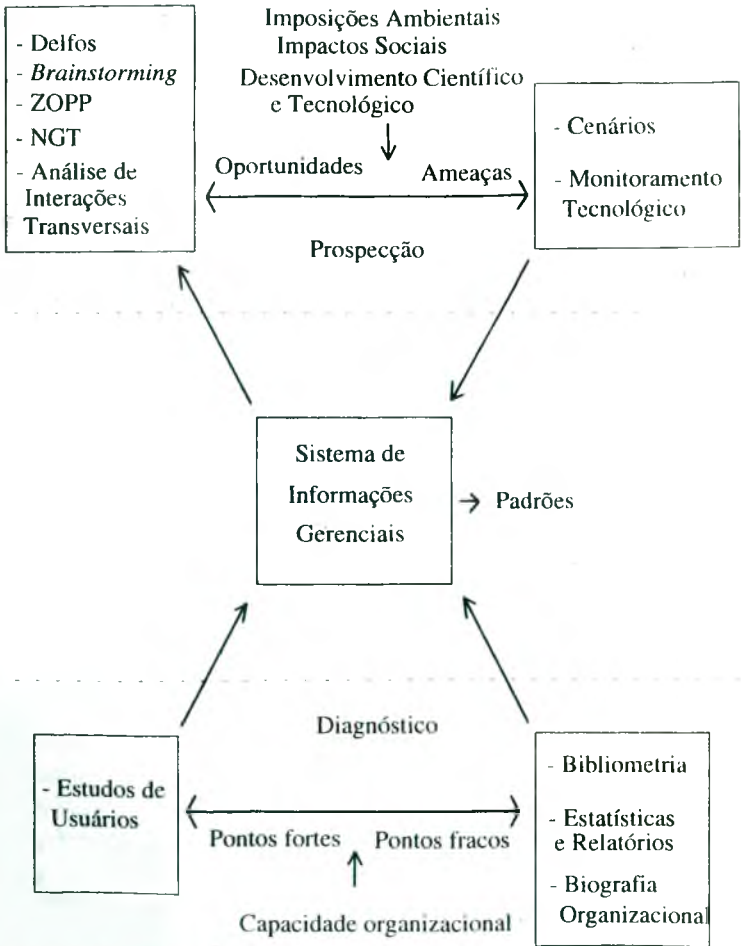 - Delfos
- Brainstorming
- ZOPP
- NGT
- Análise de
Interações
Transversais
Imposições Ambientais
Impactos Sociais
Desenvolvimento Científico
e Tecnológico
Oportunidades
Ameaças
Prospecção
- Cenários
- Monitoramento
Tecnológico
Sistema de
Informações
Gerenciais
Padrões
Diagnóstico
- Estudos de
Usuários
Pontos fortes
Pontos fracos
Capacidade organizacional
- Bibliometria
- Estatísticas
e Relatórios
- Biografia
Organizacional